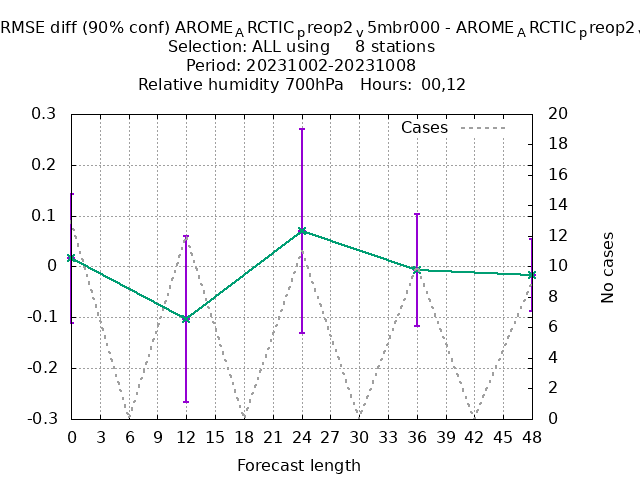 RMSE diff (90% conf) AROME_ARCTIC_preop2_v5mbr000 - AROME_ARCTIC_preop2
Selection: ALL using 8 stations
Period: 20231002-20231008
Relative humidity 700hPa Hours: 00,12
0.3
0.2
0.1
0
-0.1
-0.2
-0.3
Cases
20
18
16
14
12
10
8
6
4
2
0
No cases
0 3 6 9 12 15 18 21 24 27 30 33 36 39 42 45 48
Forecast length